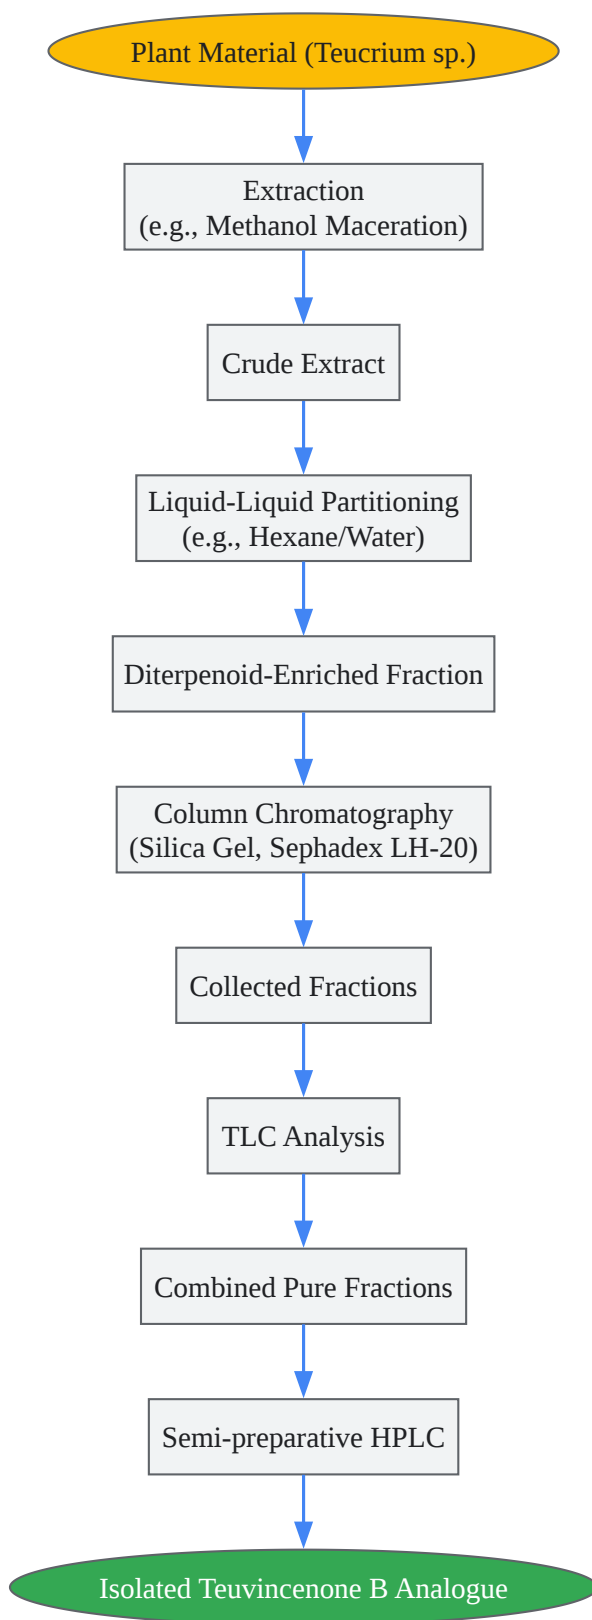 Plant Material (Teucrium sp.)
Extraction
(e.g., Methanol Maceration)
Crude Extract
Liquid-Liquid Partitioning
(e.g., Hexane/Water)
Diterpenoid-Enriched Fraction
Column Chromatography
(Silica Gel, Sephadex LH-20)
Collected Fractions
TLC Analysis
Combined Pure Fractions
Semi-preparative HPLC
Isolated Teuvincenone B Analogue